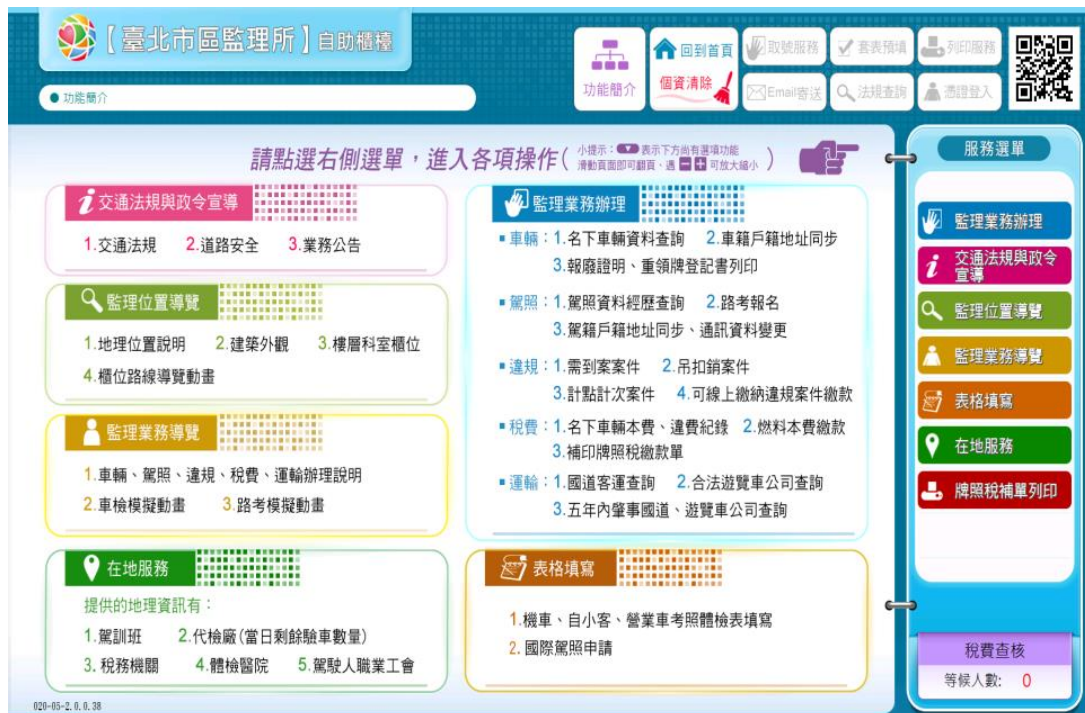 【臺北市區監理所】自助櫃檯
功能簡介
功能簡介
回到首頁
個資清除
取號服務
套表預填
列印服務
Email寄送
法規查詢
憑證登入
請點選右側選單，進入各項操作(
小提示： 表示下方尚有選項功能
滑動頁面即可翻頁、遇 可放大縮小 )
交通法規與政令宣導
1.交通法規 2.道路安全 3.業務公告
監理位置導覽
1.地理位置說明 2.建築外觀 3.樓層科室櫃位
4.櫃位路線導覽動畫
監理業務導覽
1.車輛、駕照、違規、稅費、運輸辦理說明
2.車檢模擬動畫 3.路考模擬動畫
在地服務
提供的地理資訊有：
1.駕訓班 2.代檢廠(當日剩餘驗車數量)
3.稅務機關 4.體檢醫院 5.駕駛人職業工會
監理業務辦理
車輛：1.名下車輛資料查詢 2.車籍戶籍地址同步
3.報廢證明、重領牌登記書列印
駕照：1.駕照資料經歷查詢 2.路考報名
3.駕籍戶籍地址同步、通訊資料變更
違規：1.需到案案件 2.吊扣銷案件
3.計點計次案件 4.可線上繳納違規案件繳款
稅費：1.名下車輛本費、違費紀錄 2.燃料本費繳款
3.補印牌照稅繳款單
運輸：1.國道客運查詢 2.合法遊覽車公司查詢
3.五年內肇事國道、遊覽車公司查詢
表格填寫
1.機車、自小客、營業車考照體檢表填寫
2.國際駕照申請
服務選單
監理業務辦理
交通法規與政令
宣導
監理位置導覽
監理業務導覽
表格填寫
在地服務
牌照稅補單列印
稅費查核
等候人數: 0
020-05-2.0.0.38